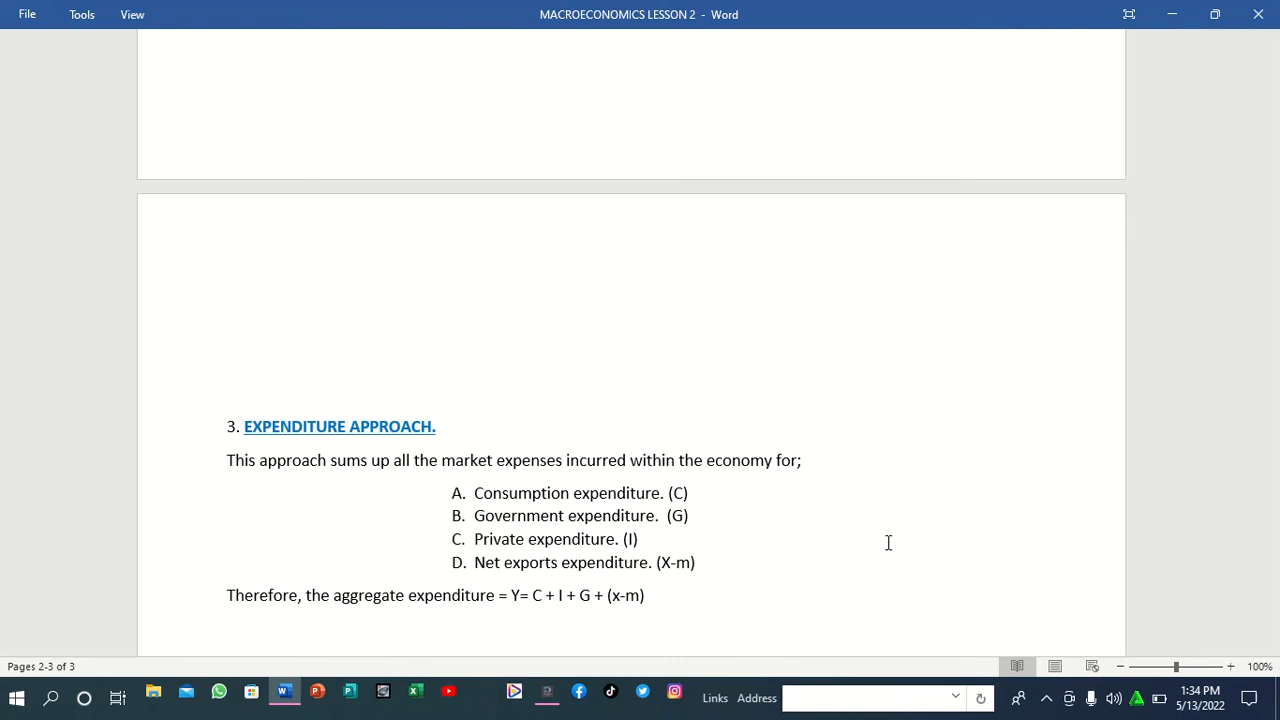 File Tools View MACROECONOMICS LESSON 2 - Word
3. EXPENDITURE APPROACH.
This approach sums up all the market expenses incurred within the economy for;
A. Consumption expenditure. (C)
B. Government expenditure. (G)
C. Private expenditure. (I)
D. Net exports expenditure. (X-m)
Therefore, the aggregate expenditure = Y= C + I + G + (x-m)
Pages 2-3 of 3 100%
Links Address 1:34 PM
5/13/2022